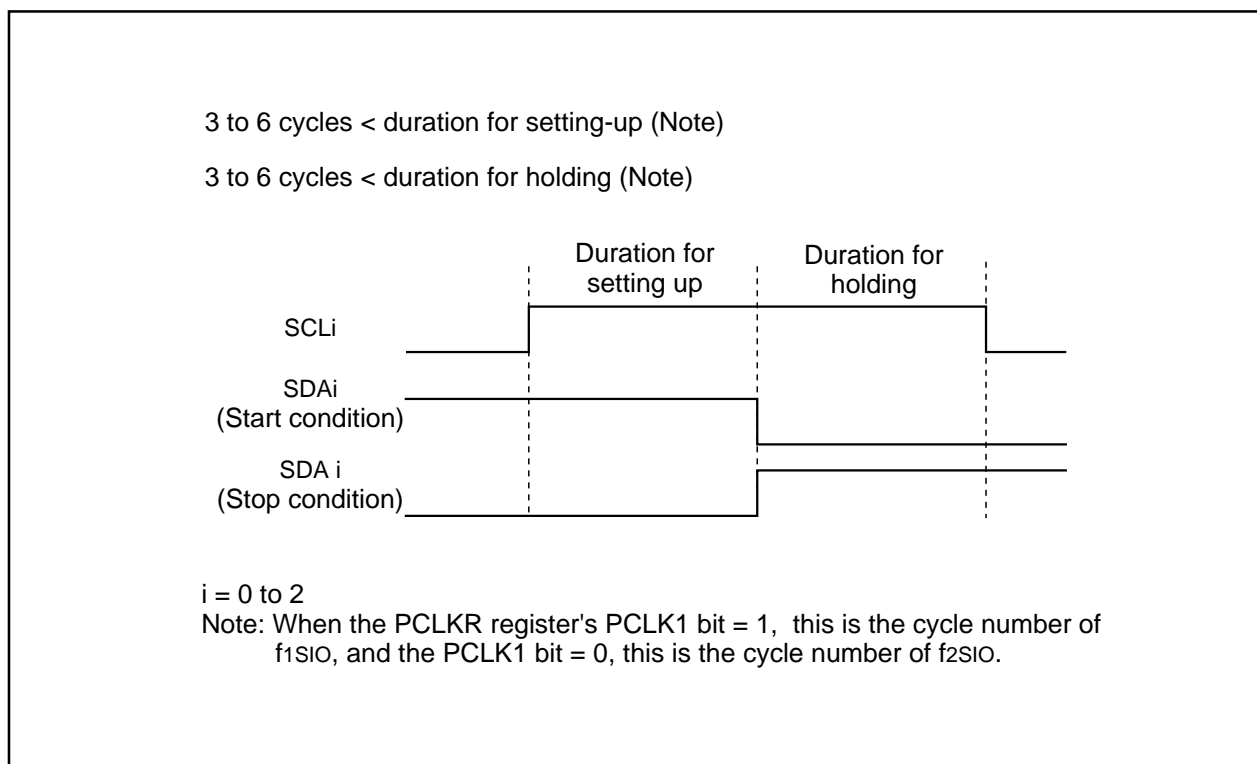 3 to 6 cycles < duration for setting-up (Note)
3 to 6 cycles < duration for holding (Note)
Duration for
setting up
Duration for
holding
SCLi
SDAi
(Start condition)
SDA i
(Stop condition)
i = 0 to 2
Note: When the PCLKR register's PCLK1 bit = 1,  this is the cycle number of
f1SIO, and the PCLK1 bit = 0, this is the cycle number of f2SIO.